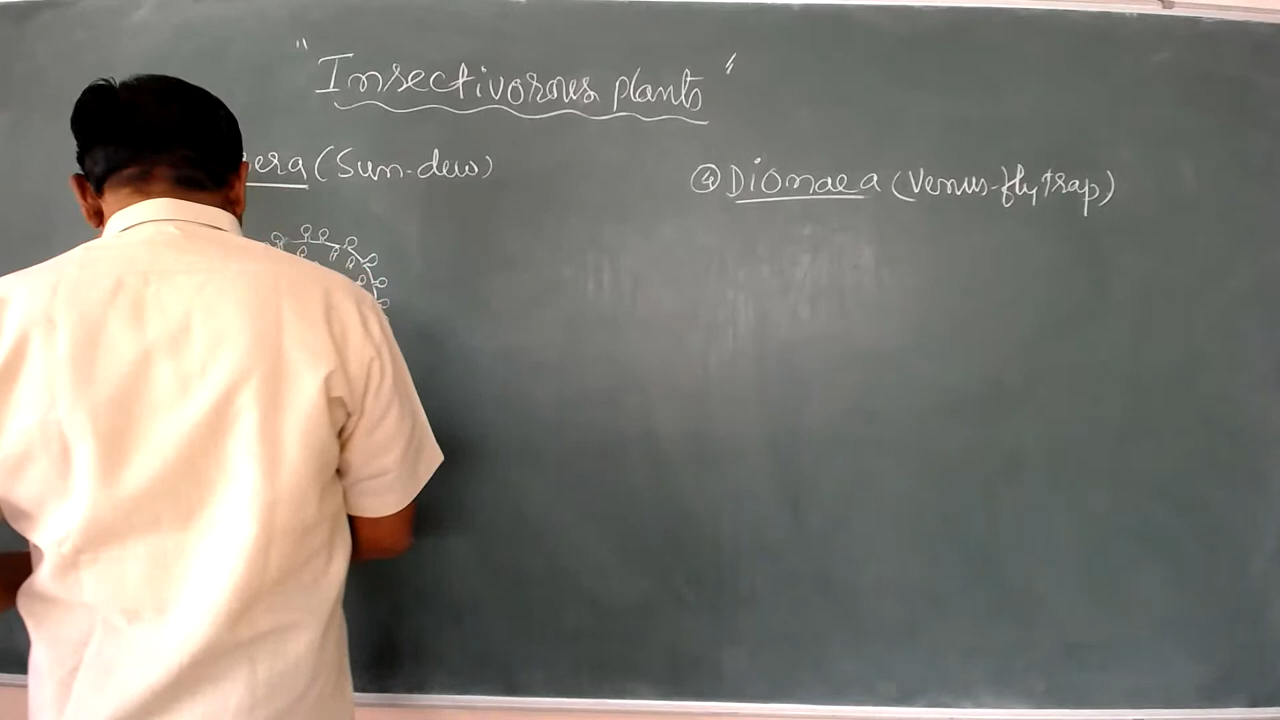 "Insectivorous plants"
era (Sun-dew)
④ Dionaea (Venus-fly trap)